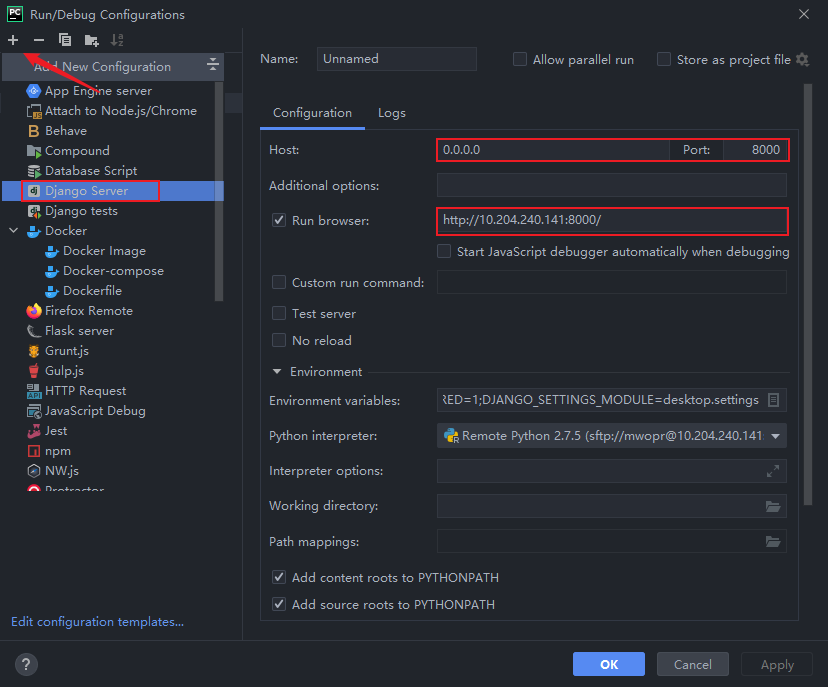 PC Run/Debug Configurations
Add New Configuration
App Engine server
Attach to Node.js/Chrome
Behave
Compound
Database Script
Django Server
Django tests
Docker
Docker Image
Docker-compose
Dockerfile
Firefox Remote
Flask server
Grunt.js
Gulp.js
HTTP Request
JavaScript Debug
Jest
npm
NW.js
Protractor
Edit configuration templates...
Name: Unnamed
Allow parallel run
Store as project file
Configuration
Logs
Host: 0.0.0.0 Port: 8000
Additional options:
Run browser: http://10.204.240.141:8000/
Start JavaScript debugger automatically when debugging
Custom run command:
Test server
No reload
Environment
Environment variables: RED=1;DJANGO_SETTINGS_MODULE=desktop.settings
Python interpreter: Remote Python 2.7.5 (sftp://mwopr@10.204.240.141:
Interpreter options:
Working directory:
Path mappings:
Add content roots to PYTHONPATH
Add source roots to PYTHONPATH
?
OK
Cancel
Apply